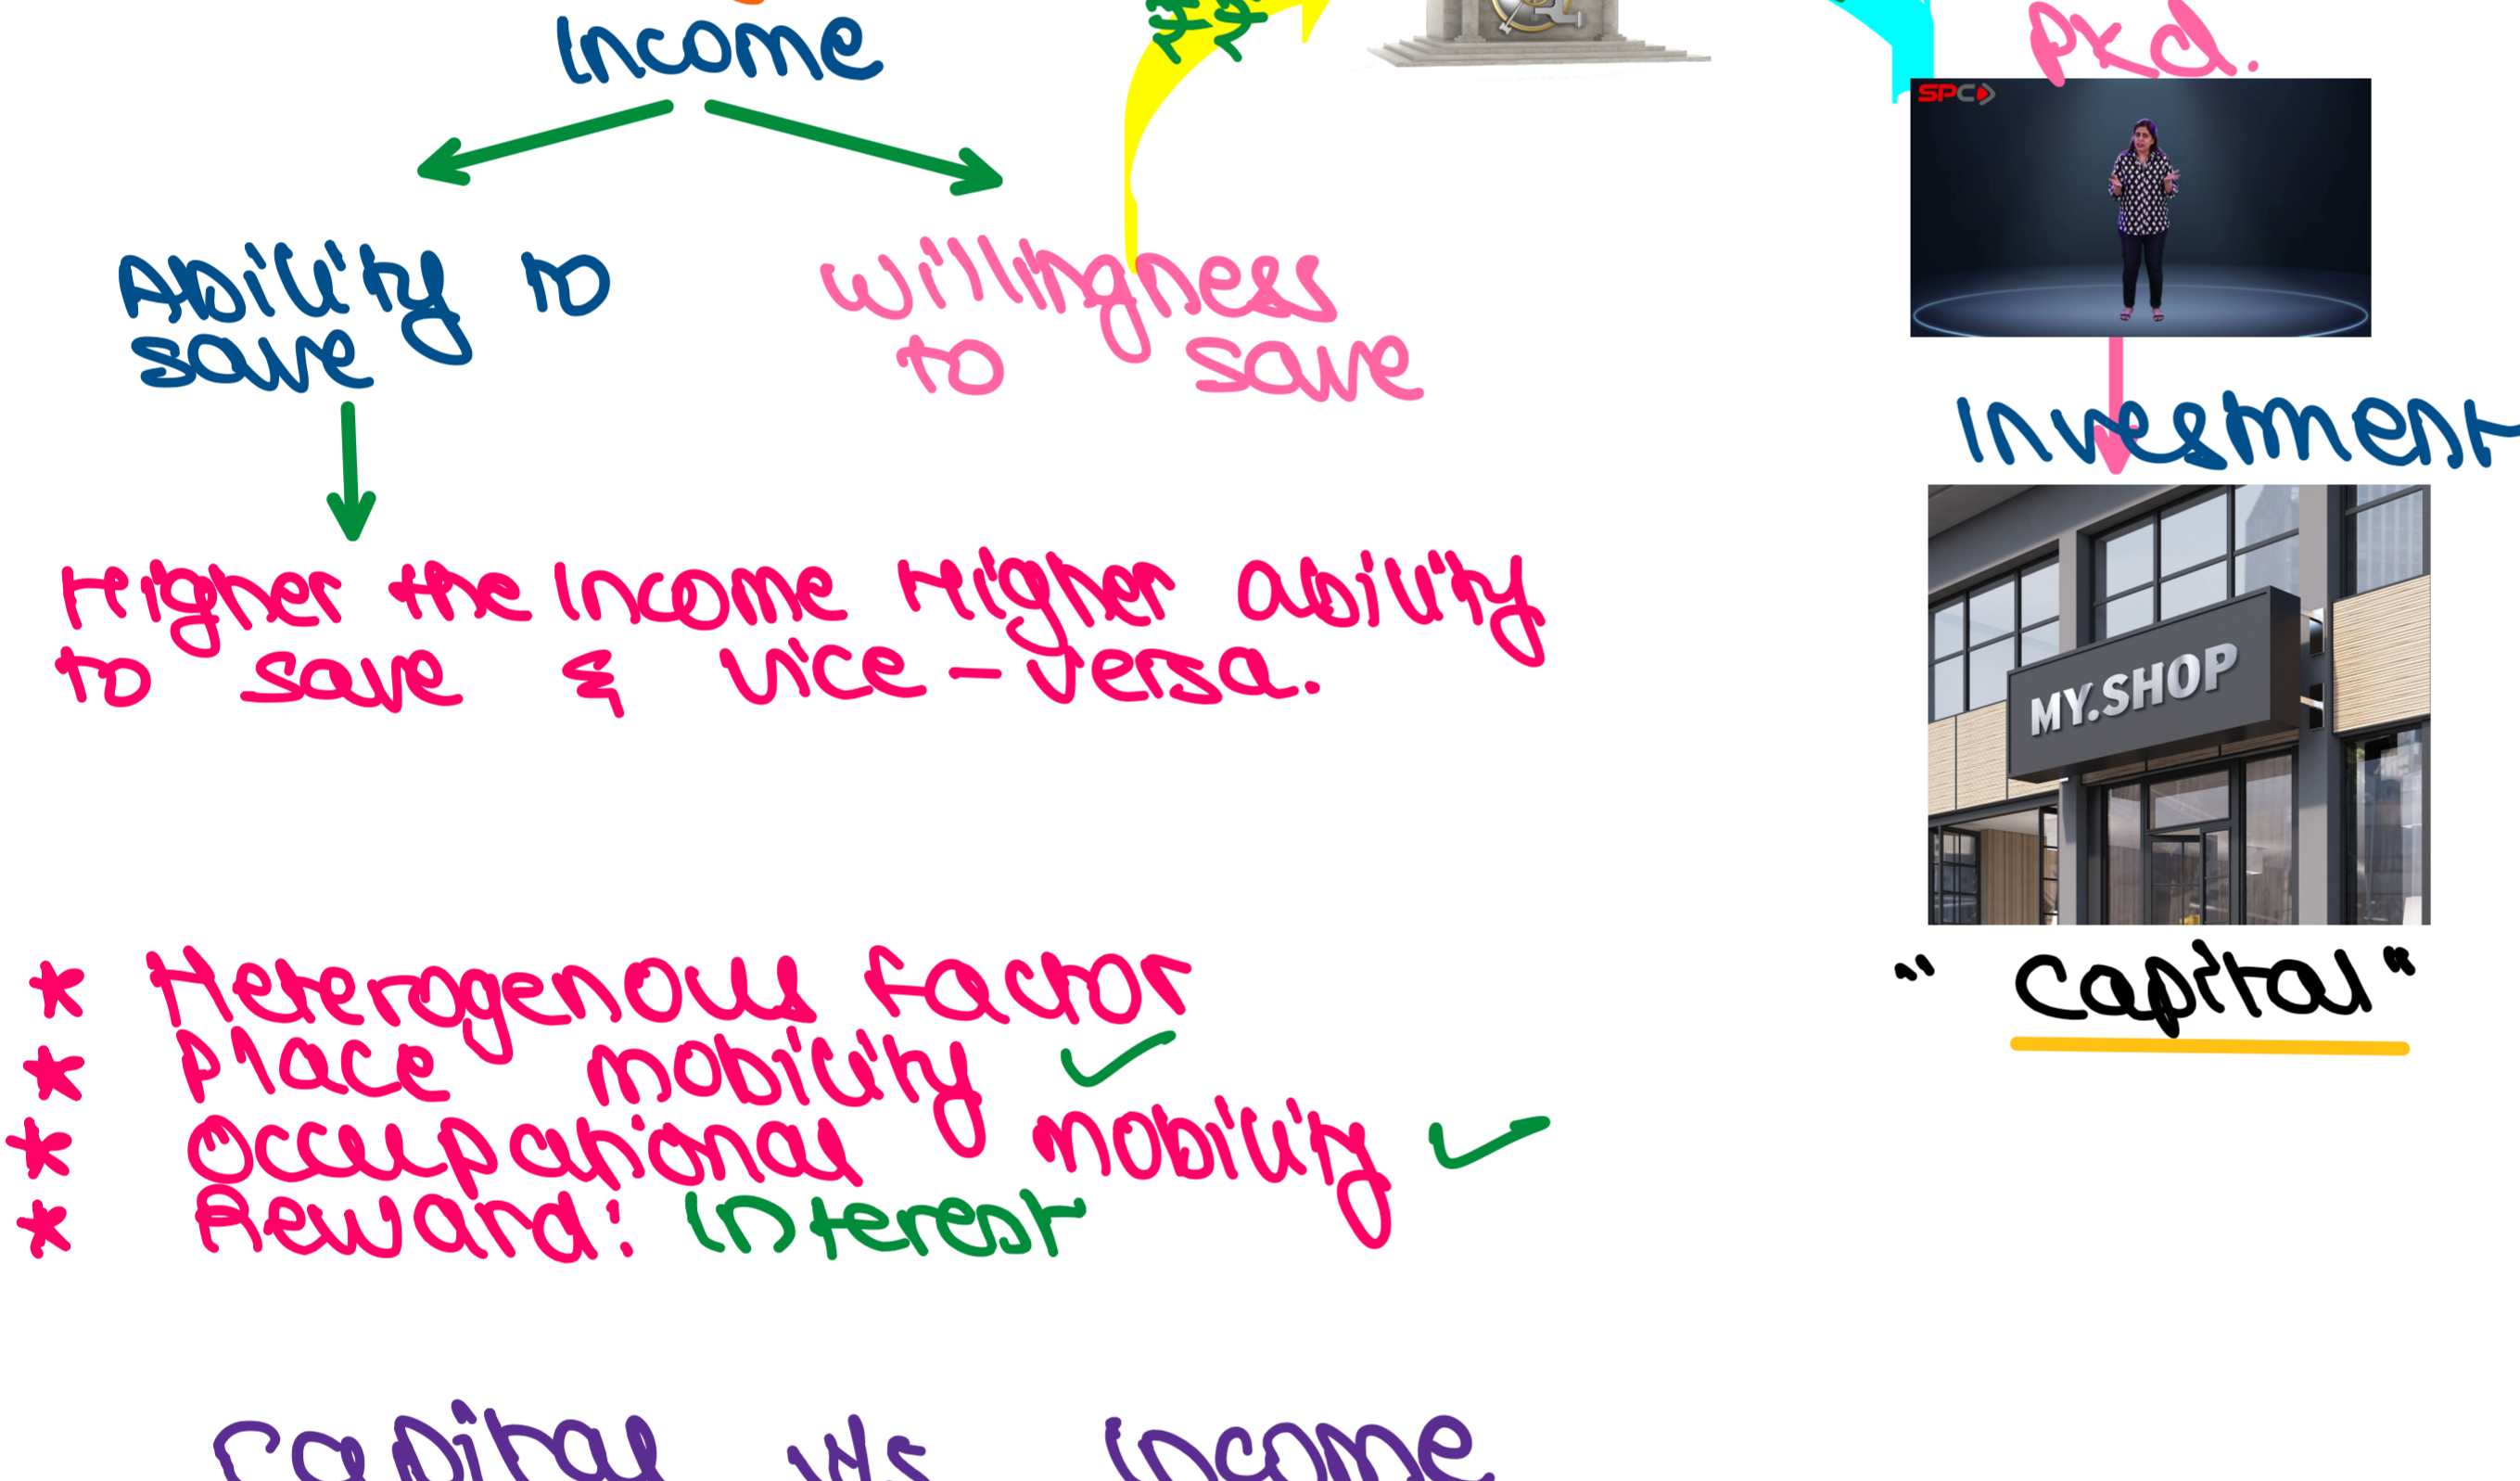 Income
Pkd.
SPC
Ability to
save
Willingness
to save
Investment
Higher the Income Higher ability
to save & vice-versa.
MY.SHOP
"Capital"
* Heterogenous factor
* Place mobility ✓
* Occupational mobility ✓
* Reward: Interest
Capital v/s Income